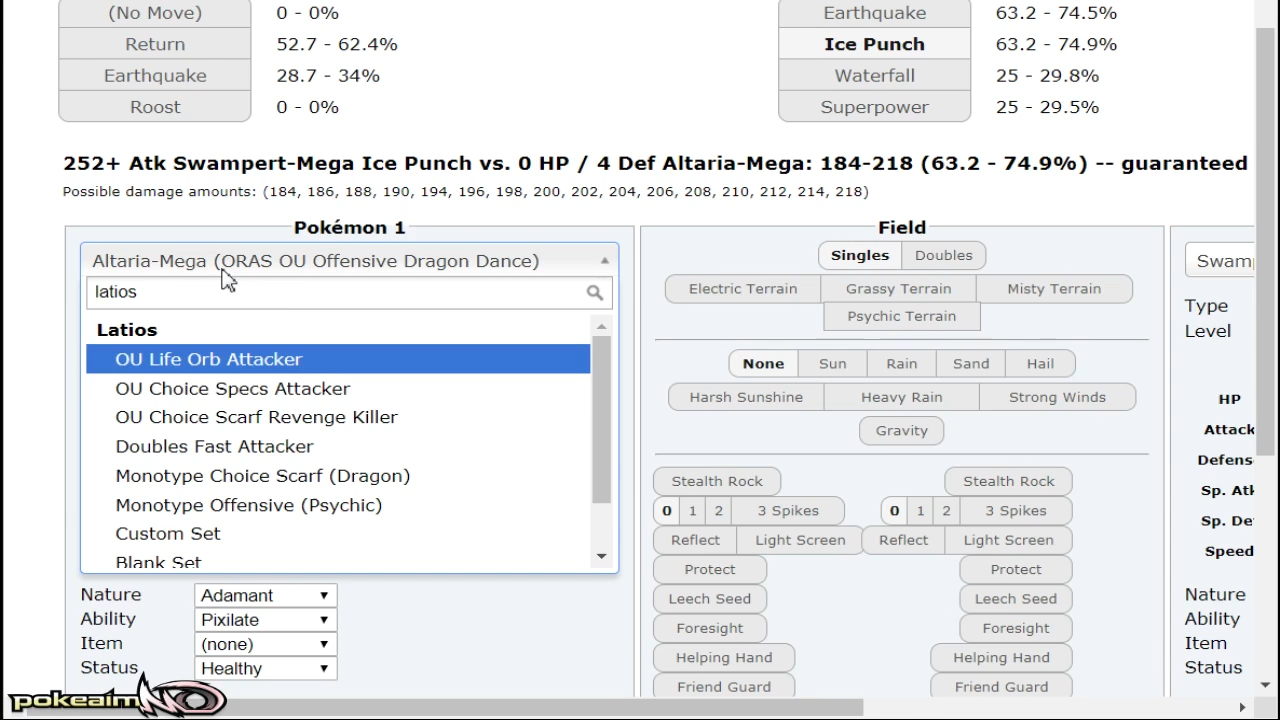 (No Move) 0 - 0% Earthquake 63.2 - 74.5%
Return 52.7 - 62.4% Ice Punch 63.2 - 74.9%
Earthquake 28.7 - 34% Waterfall 25 - 29.8%
Roost 0 - 0% Superpower 25 - 29.5%
252+ Atk Swampert-Mega Ice Punch vs. 0 HP / 4 Def Altaria-Mega: 184-218 (63.2 - 74.9%) -- guaranteed
Possible damage amounts: (184, 186, 188, 190, 194, 196, 198, 200, 202, 204, 206, 208, 210, 212, 214, 218)
Pokémon 1
Altaria-Mega (ORAS OU Offensive Dragon Dance)
latios
Latios
OU Life Orb Attacker
OU Choice Specs Attacker
OU Choice Scarf Revenge Killer
Doubles Fast Attacker
Monotype Choice Scarf (Dragon)
Monotype Offensive (Psychic)
Custom Set
Blank Set
Nature Adamant
Ability Pixilate
Item (none)
Status Healthy
Field
Singles Doubles
Electric Terrain Grassy Terrain Misty Terrain
Psychic Terrain
None Sun Rain Sand Hail
Harsh Sunshine Heavy Rain Strong Winds
Gravity
Stealth Rock Stealth Rock
0 1 2 3 Spikes 0 1 2 3 Spikes
Reflect Light Screen Reflect Light Screen
Protect Protect
Leech Seed Leech Seed
Foresight Foresight
Helping Hand Helping Hand
Friend Guard Friend Guard
Swam
Type
Level
HP
Attack
Defens
Sp. Atk
Sp. De
Speed
Nature
Ability
Item
Status
pokeaimMD